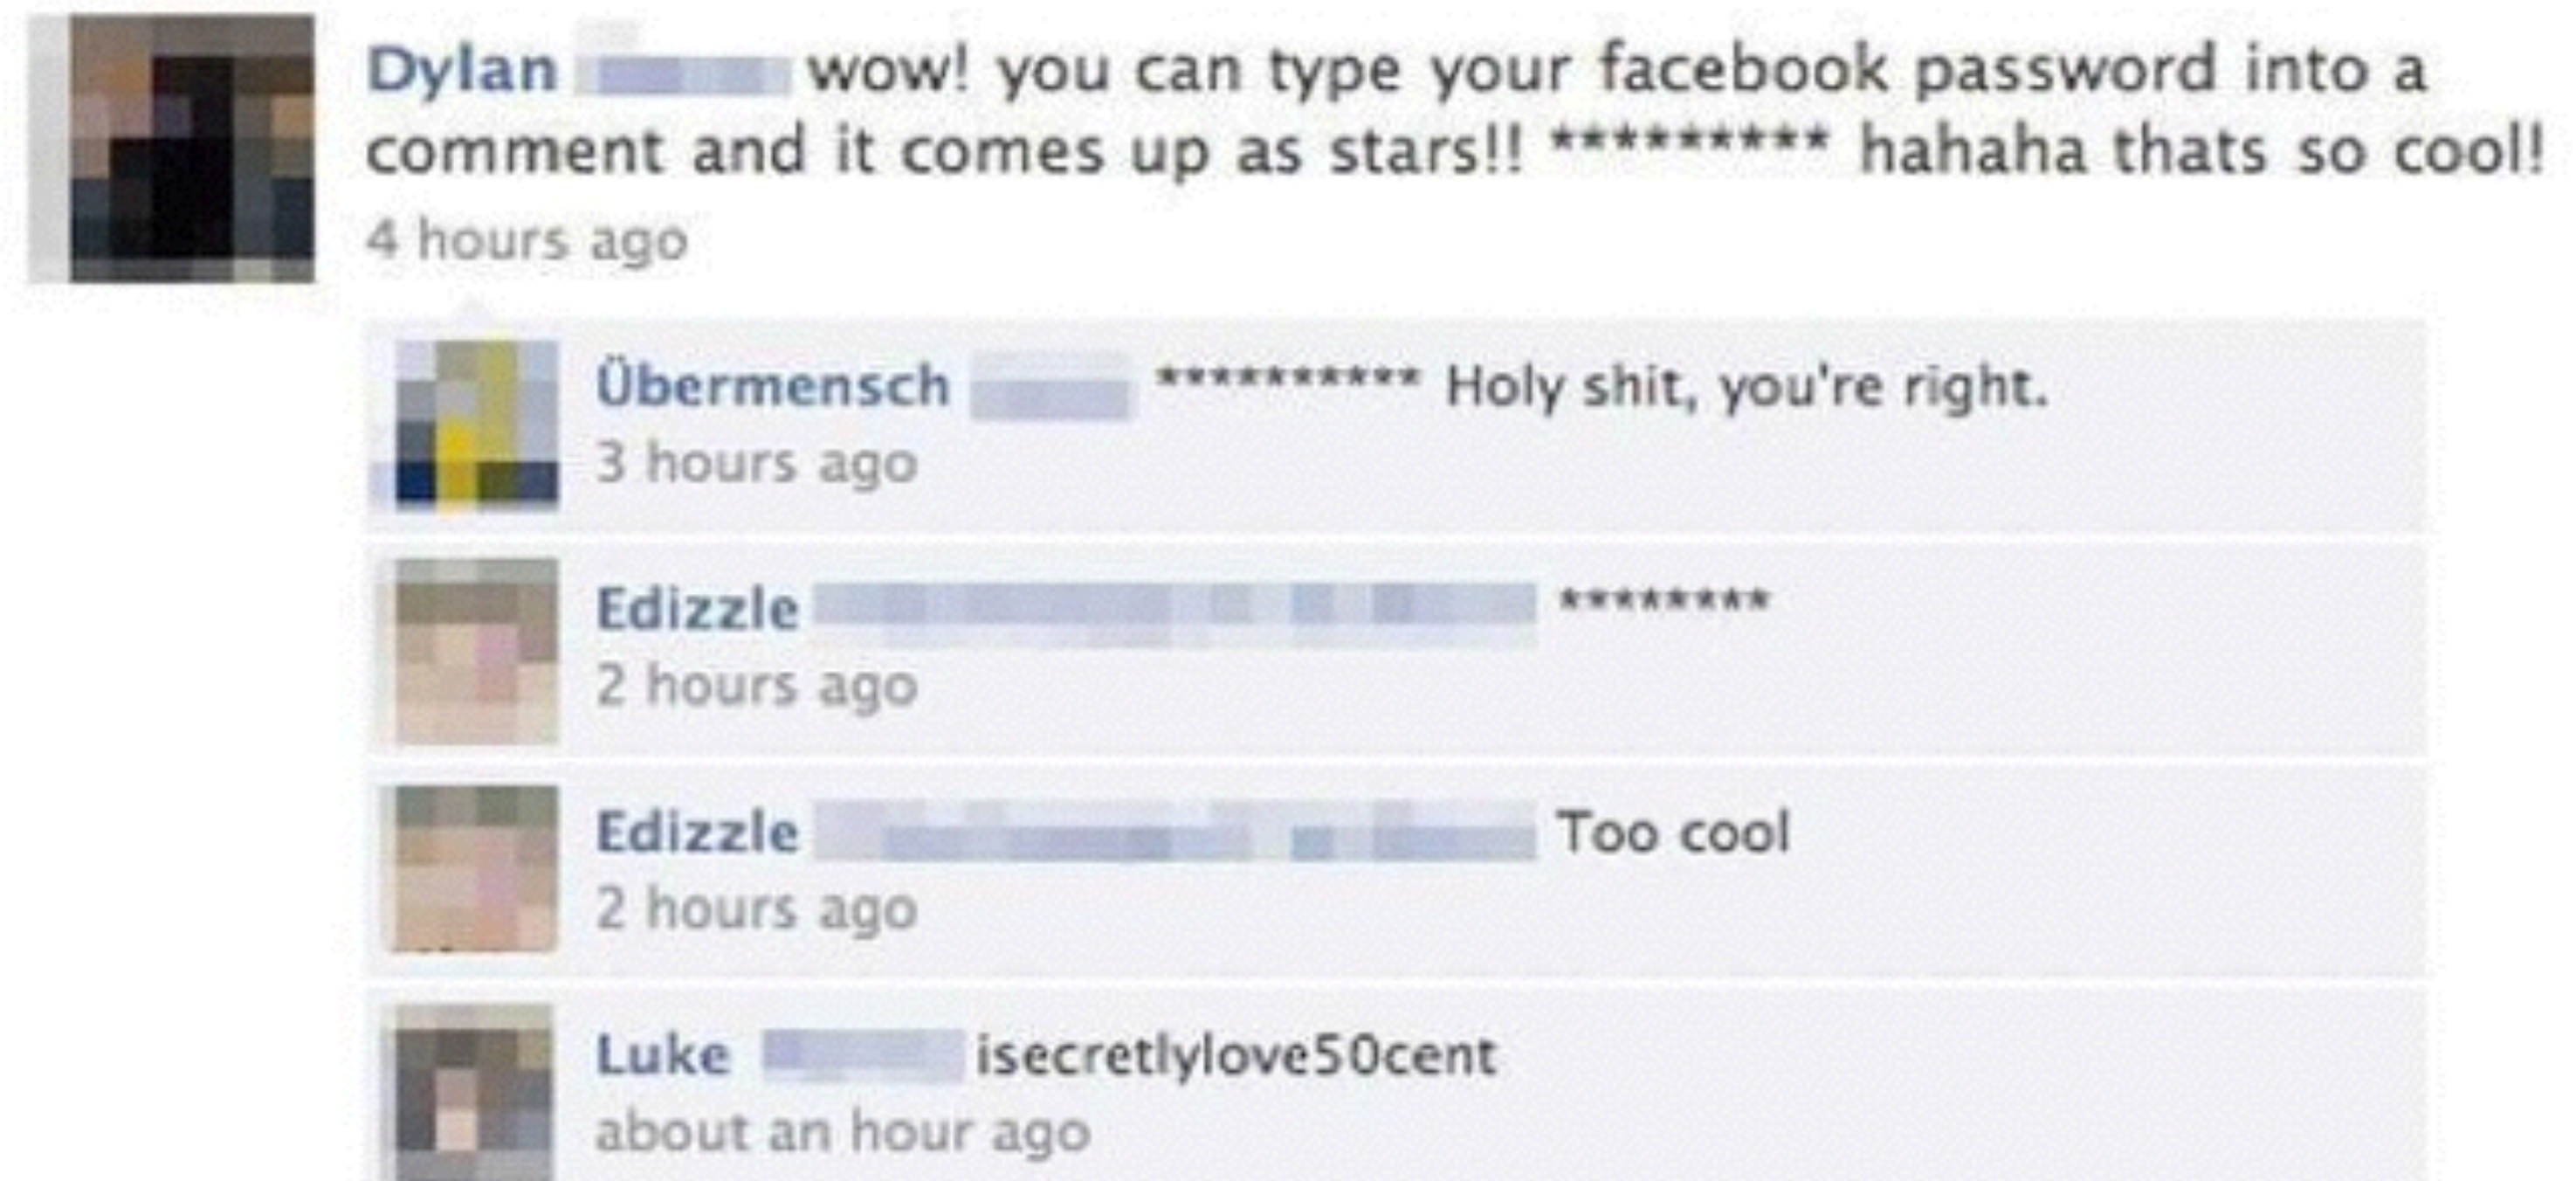 Dylan wow! you can type your facebook password into a
comment and it comes up as stars!! ********* hahaha thats so cool!
4 hours ago
Übermensch ********** Holy shit, you're right.
3 hours ago
Edizzle ********
2 hours ago
Edizzle Too cool
2 hours ago
Luke isecretlylove50cent
about an hour ago